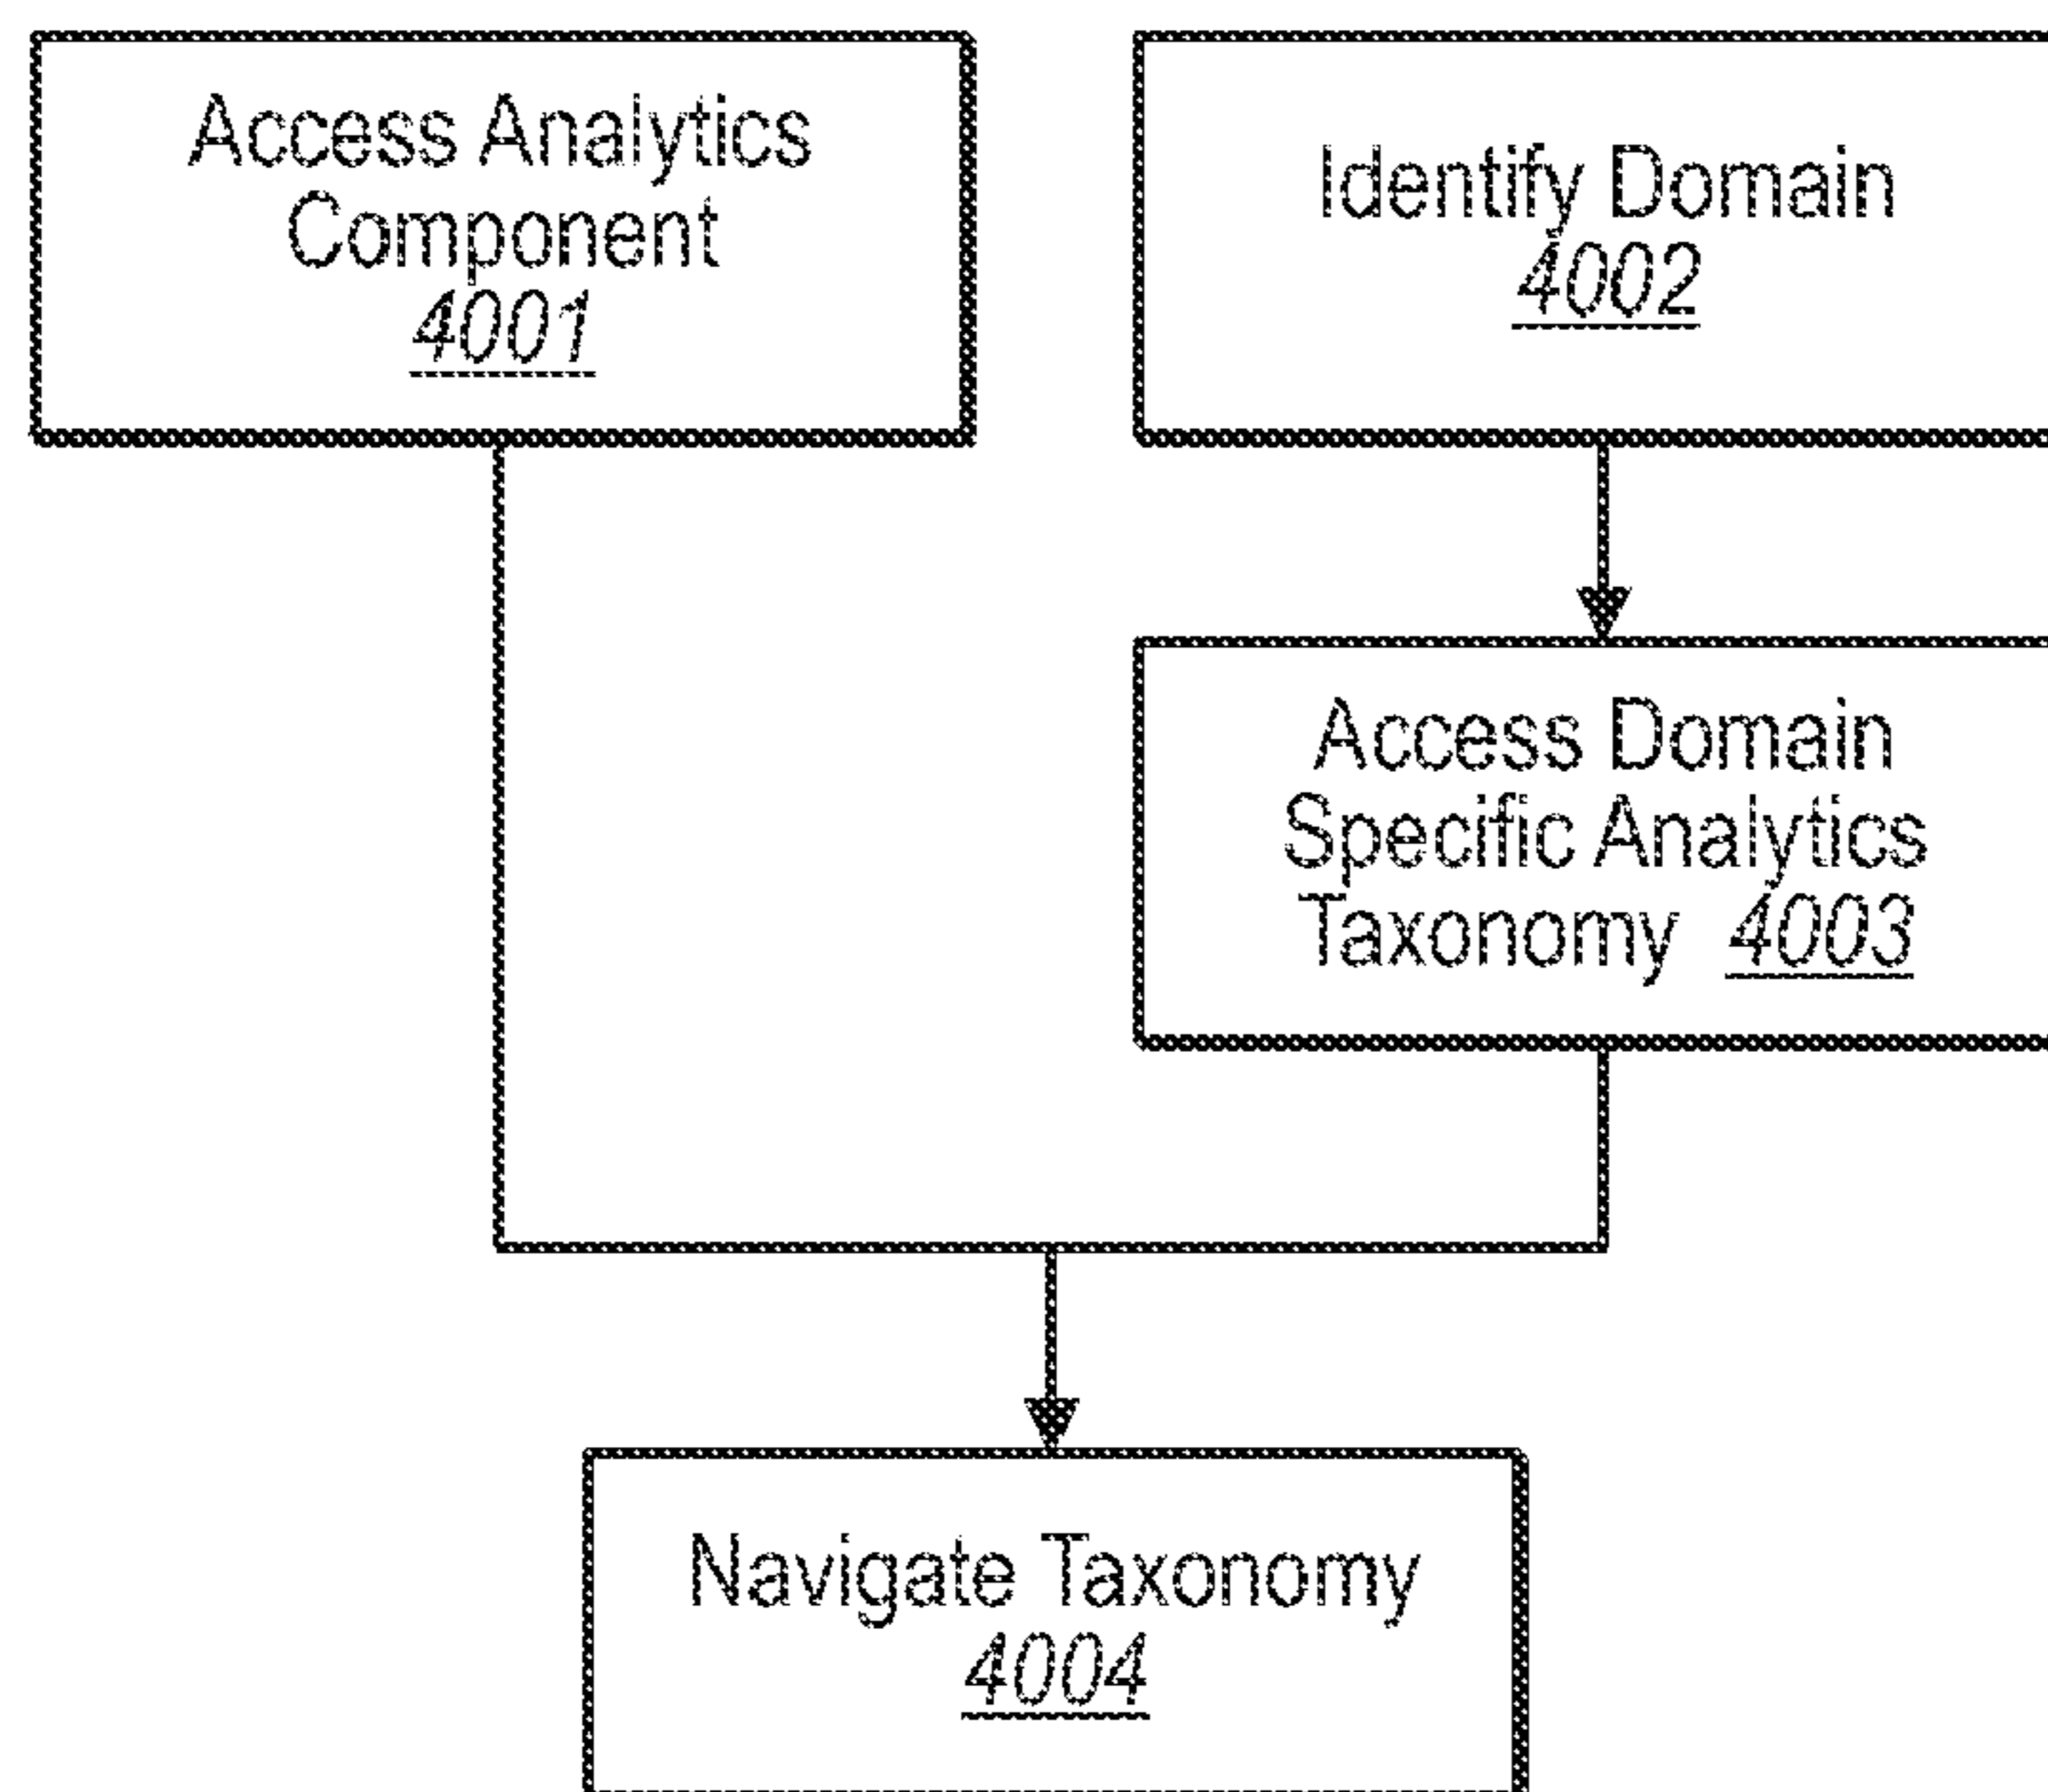 Access Analytics
Component
4001
Identify Domain
4002
Access Domain
Specific Analytics
Taxonomy 4003
Navigate Taxonomy
4004